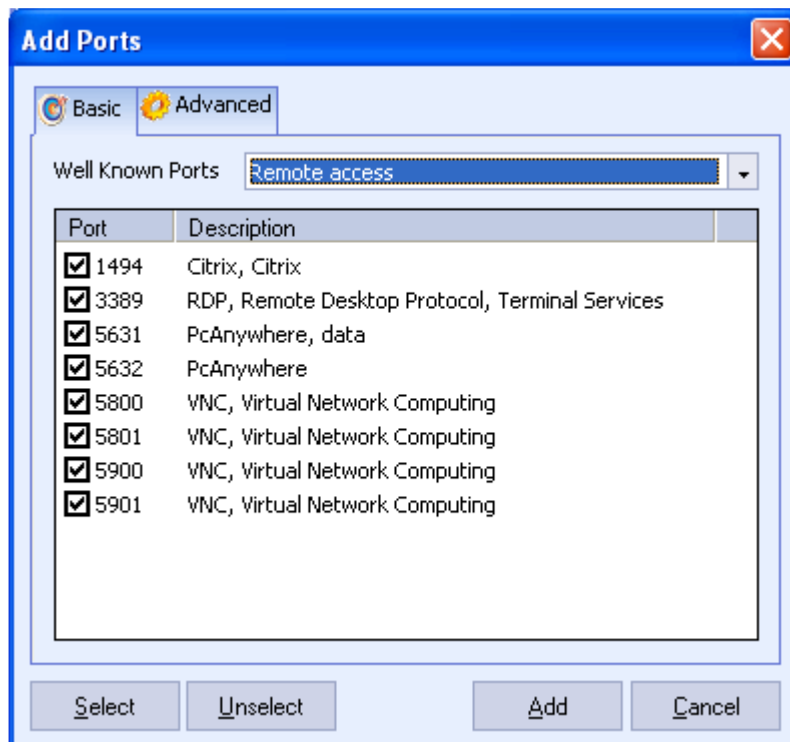 Add Ports
Basic Advanced
Well Known Ports Remote access
Port Description
1494 Citrix, Citrix
3389 RDP, Remote Desktop Protocol, Terminal Services
5631 PcAnywhere, data
5632 PcAnywhere
5800 VNC, Virtual Network Computing
5801 VNC, Virtual Network Computing
5900 VNC, Virtual Network Computing
5901 VNC, Virtual Network Computing
Select Unselect Add Cancel